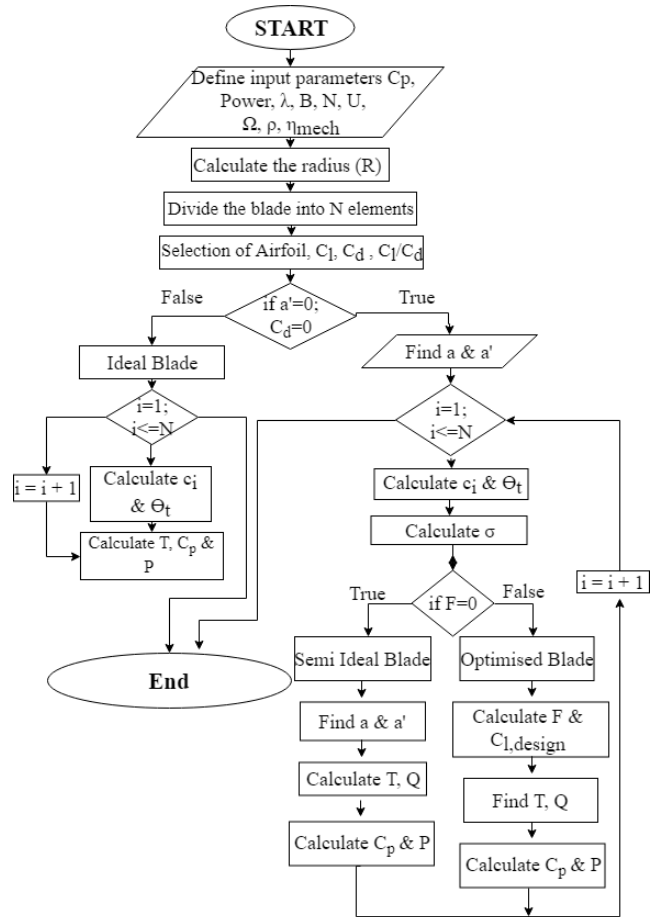 START
Define input parameters Cp,
Power, λ, B, N, U,
Ω, ρ, ηmech
Calculate the radius (R)
Divide the blade into N elements
Selection of Airfoil, Cl, Cd , Cl/Cd
False
if a'=0;
Cd=0
True
Ideal Blade
Find a & a'
i=1;
i<=N
i=1;
i<=N
i = i + 1
Calculate ci
& Θt
Calculate T, Cp &
P
Calculate ci & Θt
Calculate σ
True
if F=0
False
i = i + 1
End
Semi Ideal Blade
Optimised Blade
Find a & a'
Calculate F &
Cl,design
Calculate T, Q
Find T, Q
Calculate Cp & P
Calculate Cp & P